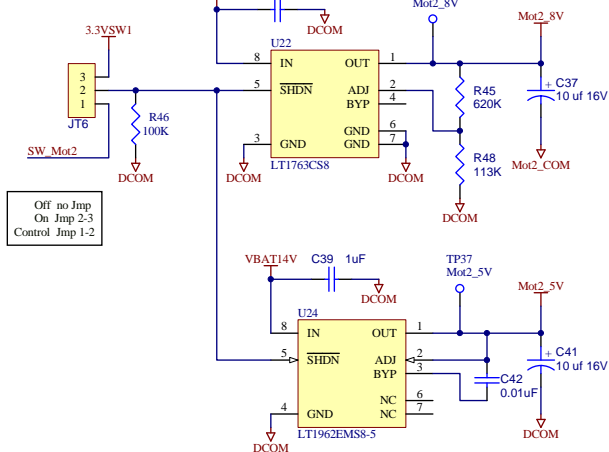 Mot2_8V
DCOM
Mot2_8V
3.3VSW1
U22
8 IN OUT 1
5 SHDN ADJ 2
BYP 4
GND 6
3 GND GND 7
LT1763CS8
3
2
1
JT6
R46
100K
DCOM
SW_Mot2
DCOM
DCOM
R45
620K
R48
113K
DCOM
C37
+
10 uf 16V
Mot2_COM
Off no Jmp
On Jmp 2-3
Control Jmp 1-2
VBAT14V
C39 1uF
DCOM
TP37
Mot2_5V
Mot2_5V
U24
8 IN OUT 1
5 SHDN ADJ 2
BYP 3
NC 6
4 GND NC 7
LT1962EMS8-5
DCOM
C42
0.01uF
+ C41
10 uf 16V
DCOM